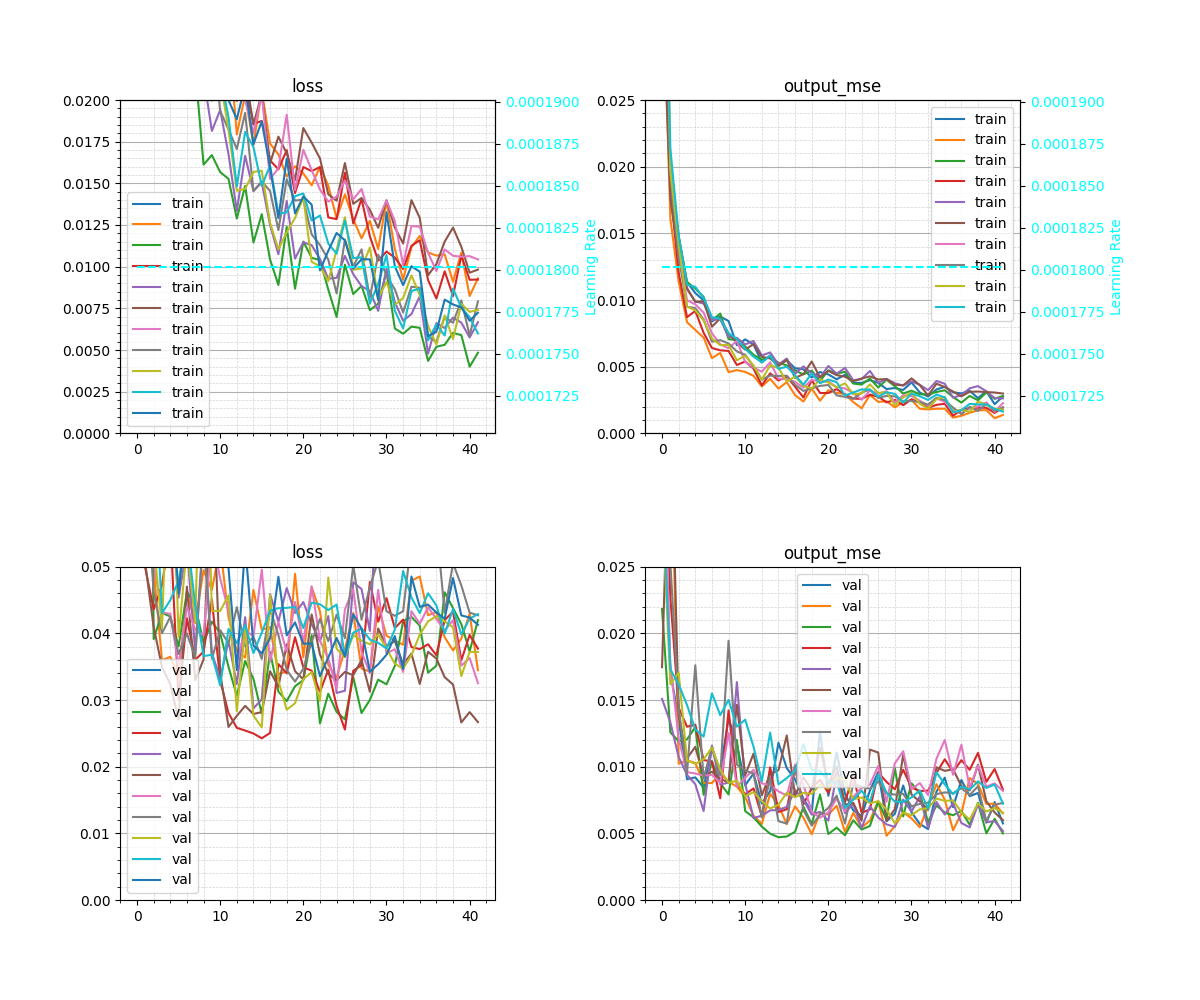 loss
0.0200
0.0175
0.0150
0.0125
0.0100
0.0075
0.0050
0.0025
0.0000
train
train
train
train
train
train
train
train
train
train
train
0.0001900
0.0001875
0.0001850
0.0001825
0.0001800
0.0001775
0.0001750
0.0001725
Learning Rate
0 10 20 30 40
output_mse
0.025
0.020
0.015
0.010
0.005
0.000
train
train
train
train
train
train
train
train
train
train
0.0001900
0.0001875
0.0001850
0.0001825
0.0001800
0.0001775
0.0001750
0.0001725
Learning Rate
0 10 20 30 40
loss
0.05
0.04
0.03
0.02
0.01
0.00
val
val
val
val
val
val
val
val
val
val
val
0 10 20 30 40
output_mse
0.025
0.020
0.015
0.010
0.005
0.000
val
val
val
val
val
val
val
val
val
val
0 10 20 30 40